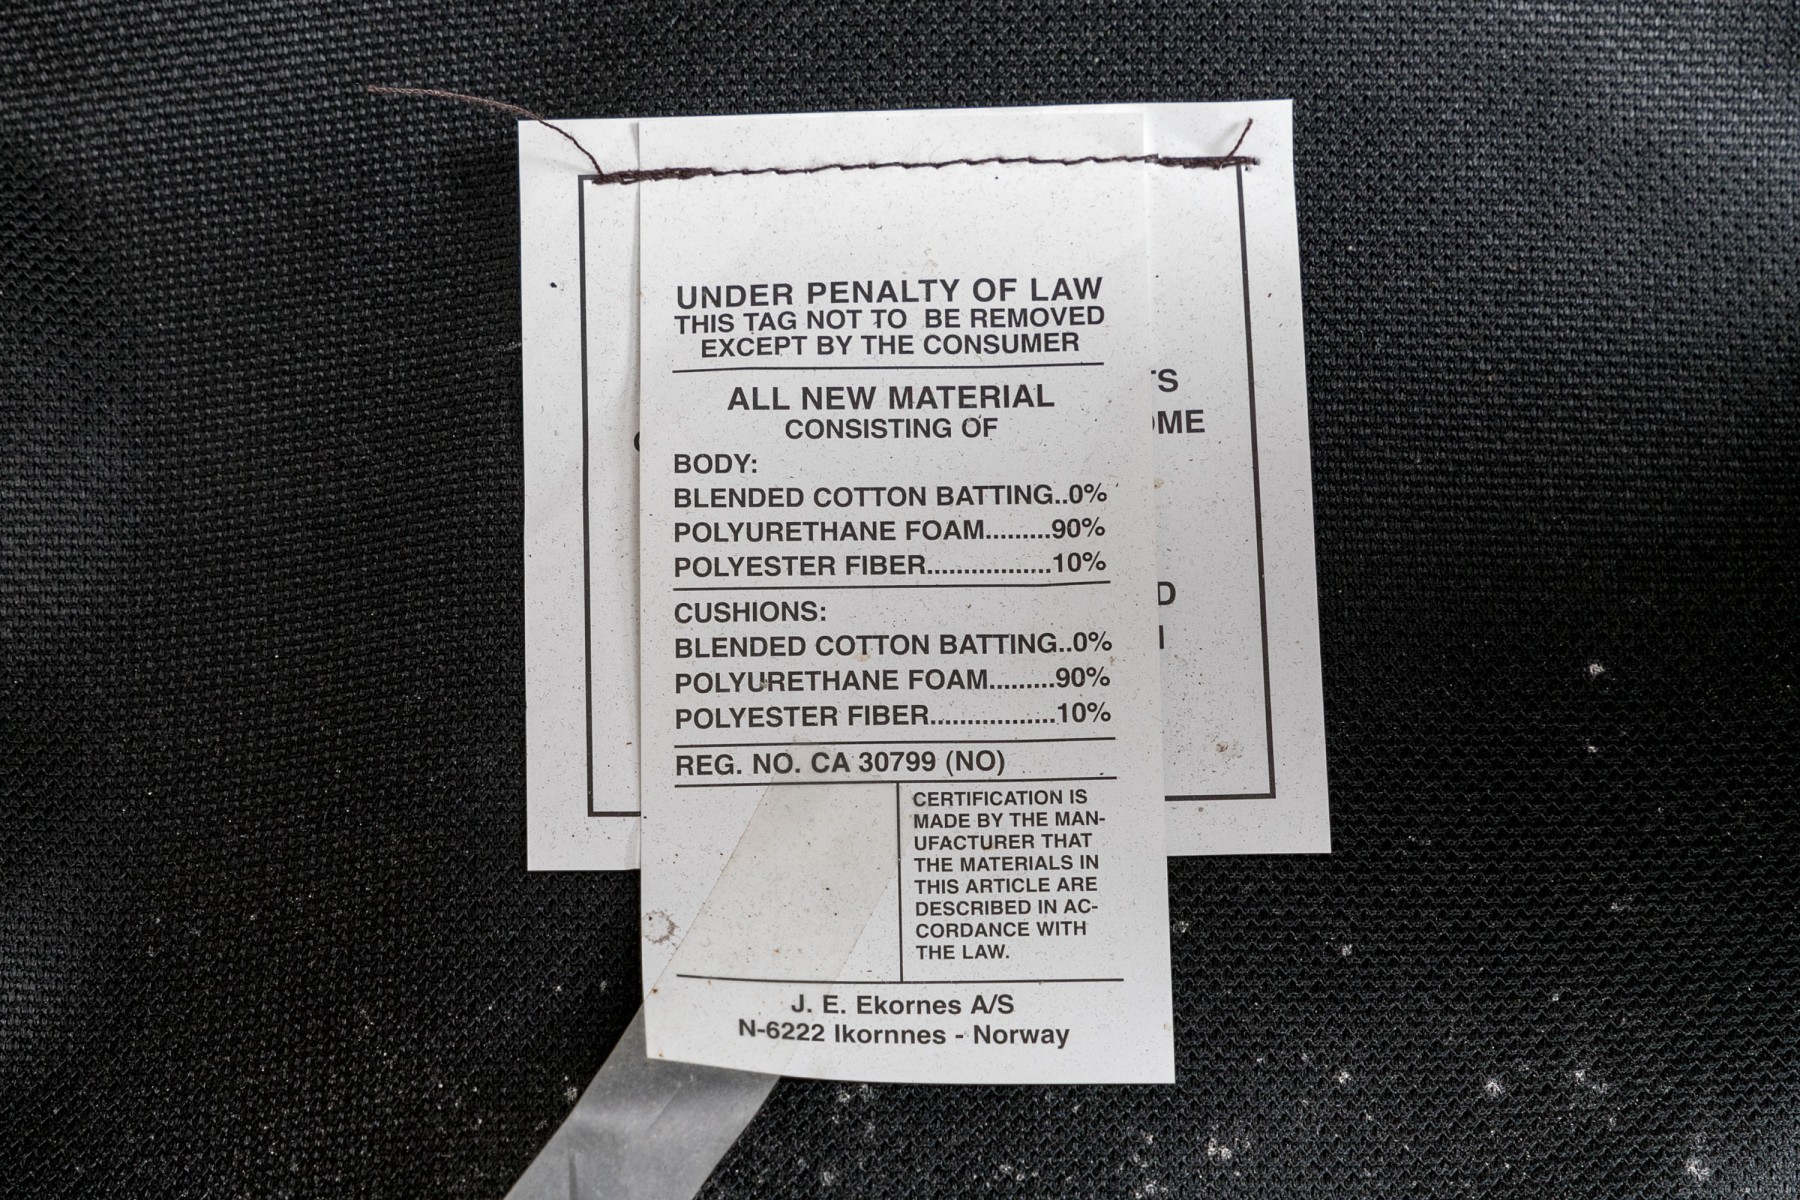 UNDER PENALTY OF LAW
THIS TAG NOT TO BE REMOVED
EXCEPT BY THE CONSUMER
ALL NEW MATERIAL
CONSISTING OF
BODY:
BLENDED COTTON BATTING..0%
POLYURETHANE FOAM.........90%
POLYESTER FIBER.................10%
CUSHIONS:
BLENDED COTTON BATTING..0%
POLYURETHANE FOAM.........90%
POLYESTER FIBER.................10%
REG. NO. CA 30799 (NO)
CERTIFICATION IS
MADE BY THE MAN-
UFACTURER THAT
THE MATERIALS IN
THIS ARTICLE ARE
DESCRIBED IN AC-
CORDANCE WITH
THE LAW.
J. E. Ekornes A/S
N-6222 Ikornnes - Norway